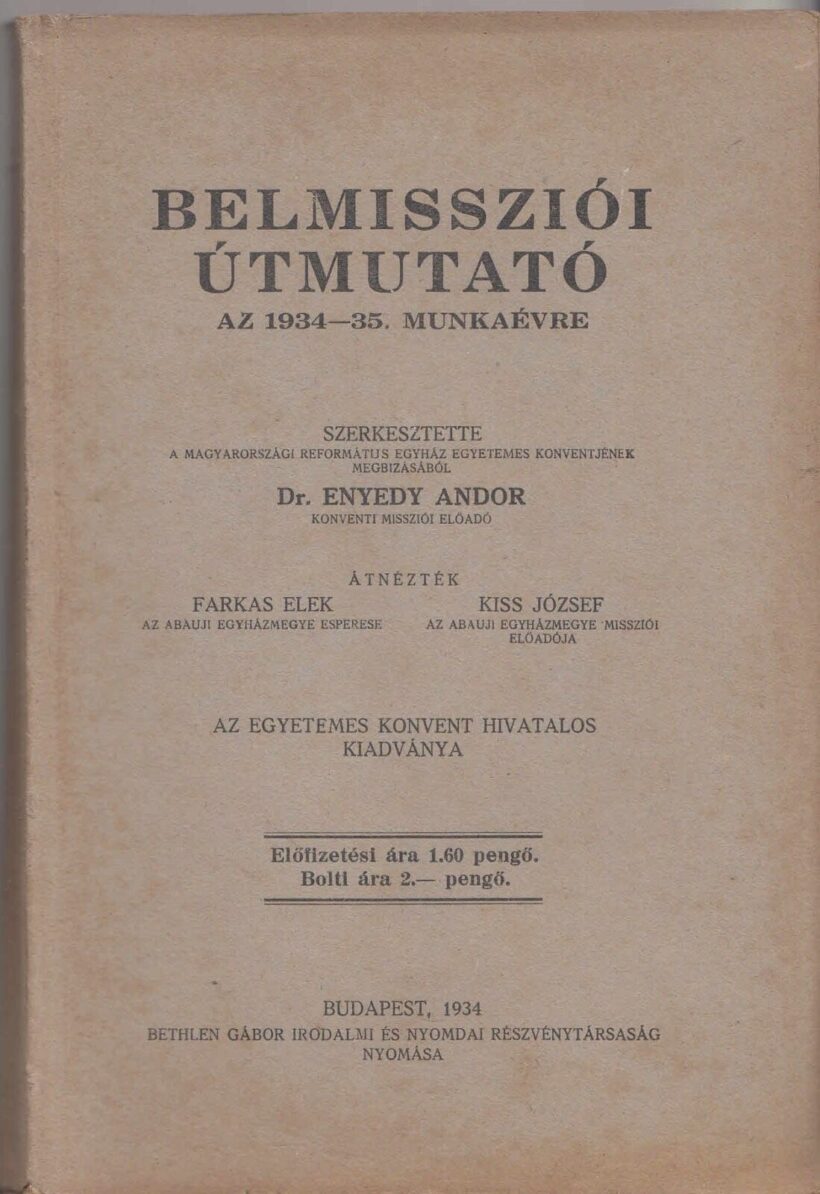 BELMISSZIÓI
ÚTMUTATÓ
AZ 1934—35. MUNKAÉVRE
SZERKESZTETTE
A MAGYARORSZÁGI REFORMÁTUS EGYHÁZ EGYETEMES KONVENTJÉNEK
MEGBIZÁSÁBÓL
Dr. ENYEDY ANDOR
KONVENTI MISSZIÓI ELŐADÓ
ÁTNÉZTÉK
FARKAS ELEK
AZ ABAUJI EGYHÁZMEGYE ESPERESE
KISS JÓZSEF
AZ ABAUJI EGYHÁZMEGYE MISSZIÓI
ELŐADÓJA
AZ EGYETEMES KONVENT HIVATALOS
KIADVÁNYA
Előfizetési ára 1.60 pengő.
Bolti ára 2.— pengő.
BUDAPEST, 1934
BETHLEN GÁBOR IRODALMI ÉS NYOMDAI RÉSZVÉNYTÁRSASÁG
NYOMÁSA